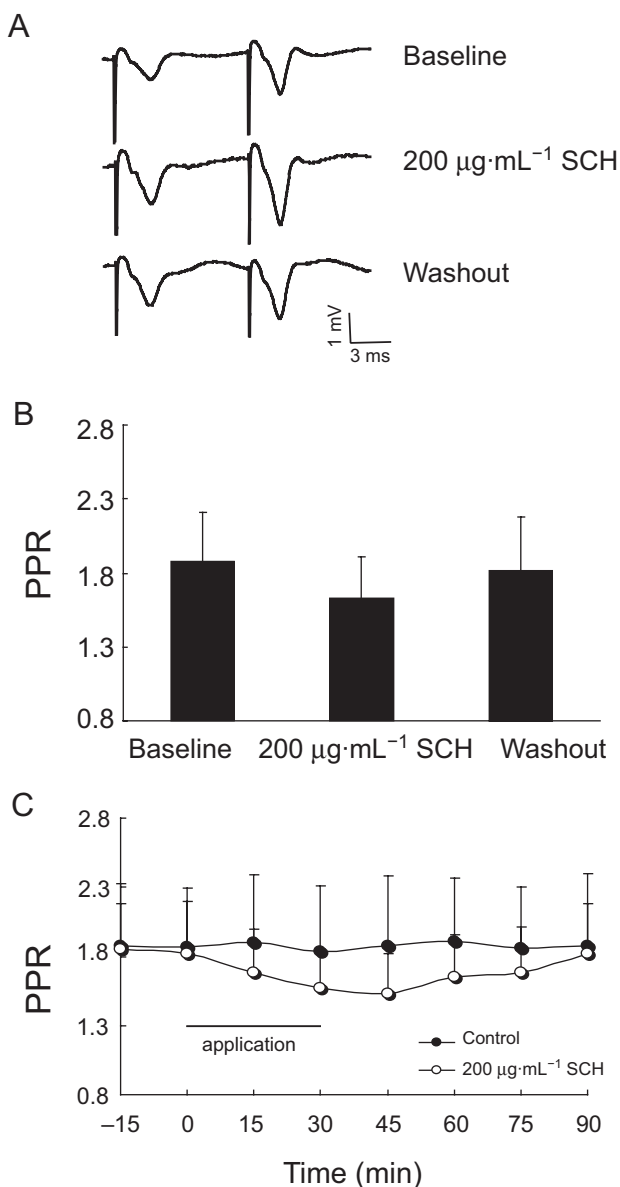 A
Baseline
200 μg·mL⁻¹ SCH
Washout
1 mV
3 ms
B
PPR
2.8
2.3
1.8
1.3
0.8
Baseline 200 μg·mL⁻¹ SCH Washout
C
PPR
2.8
2.3
1.8
1.3
0.8
application
Control
200 μg·mL⁻¹ SCH
–15 0 15 30 45 60 75 90
Time (min)